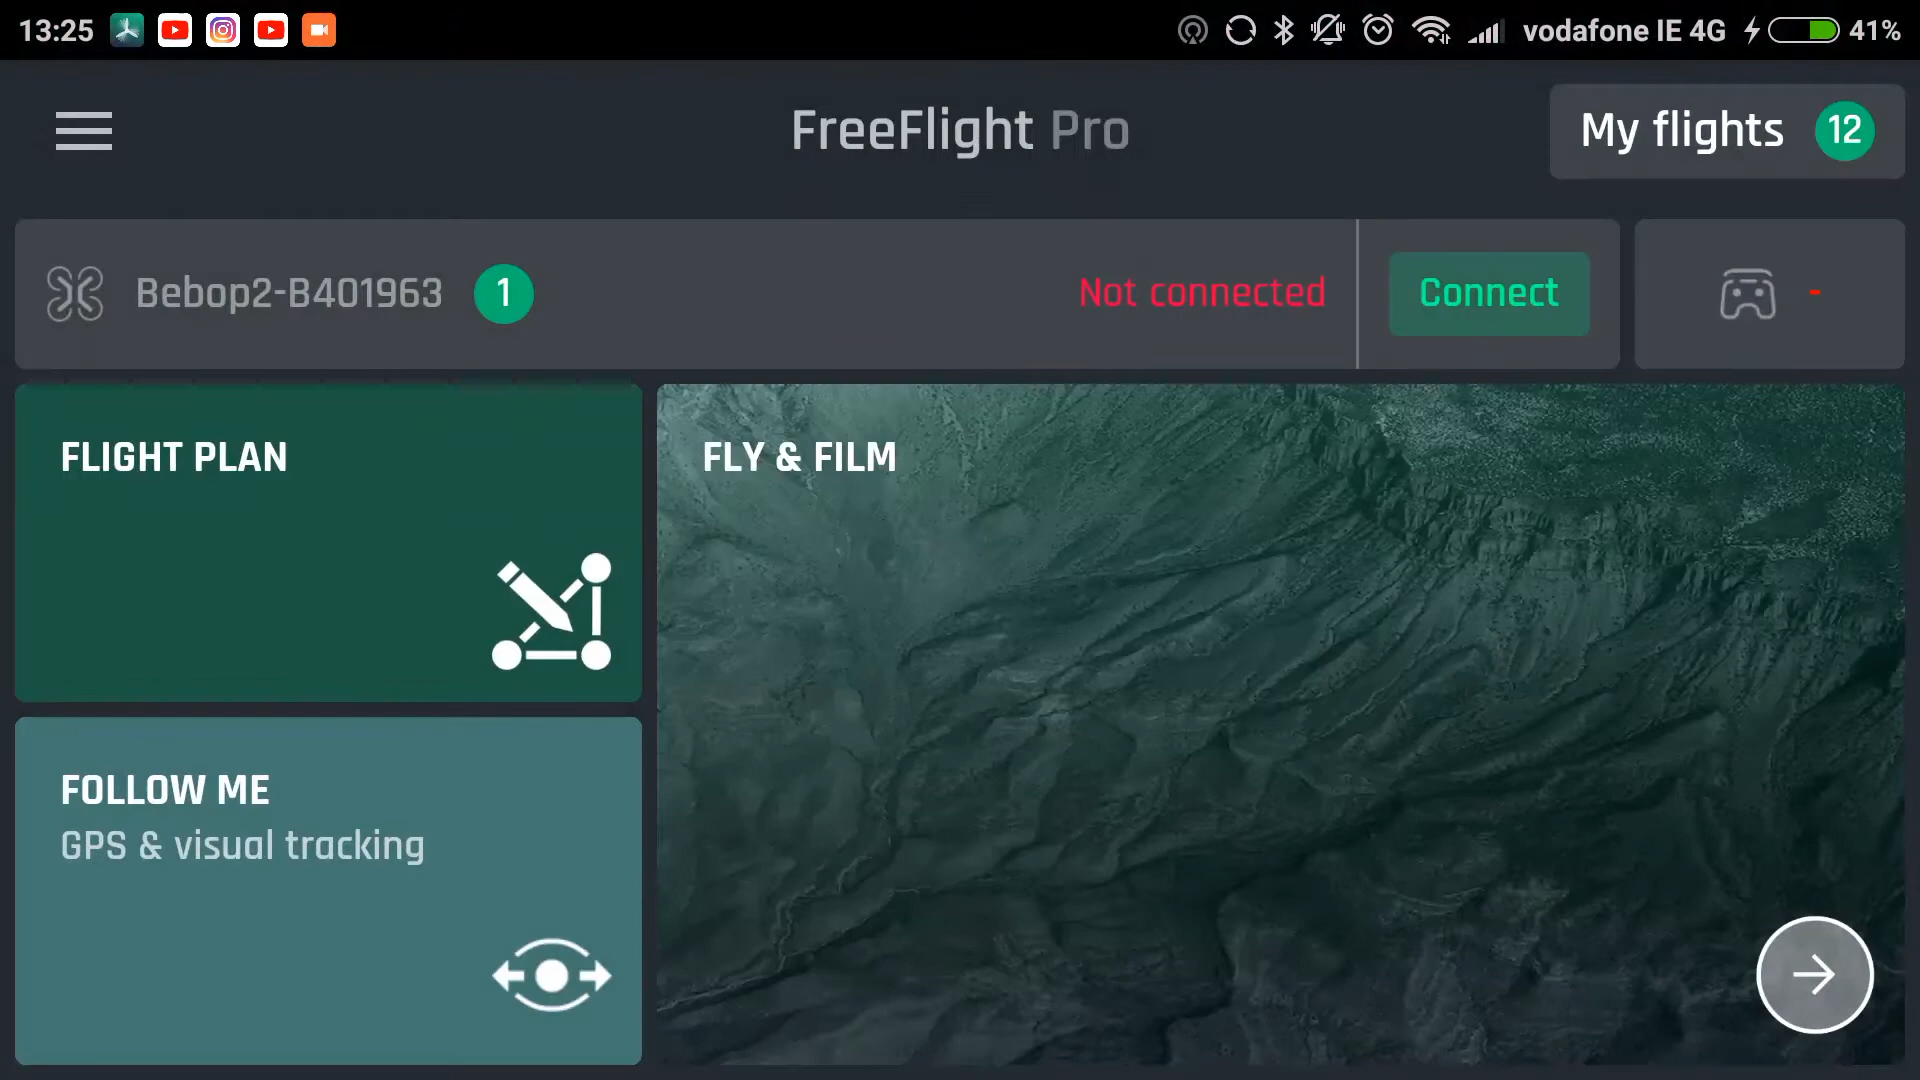 13:25 vodafone IE 4G 41%
FreeFlight Pro
My flights 12
Bebop2-B401963 1 Not connected Connect -
FLIGHT PLAN
FLY & FILM
FOLLOW ME
GPS & visual tracking